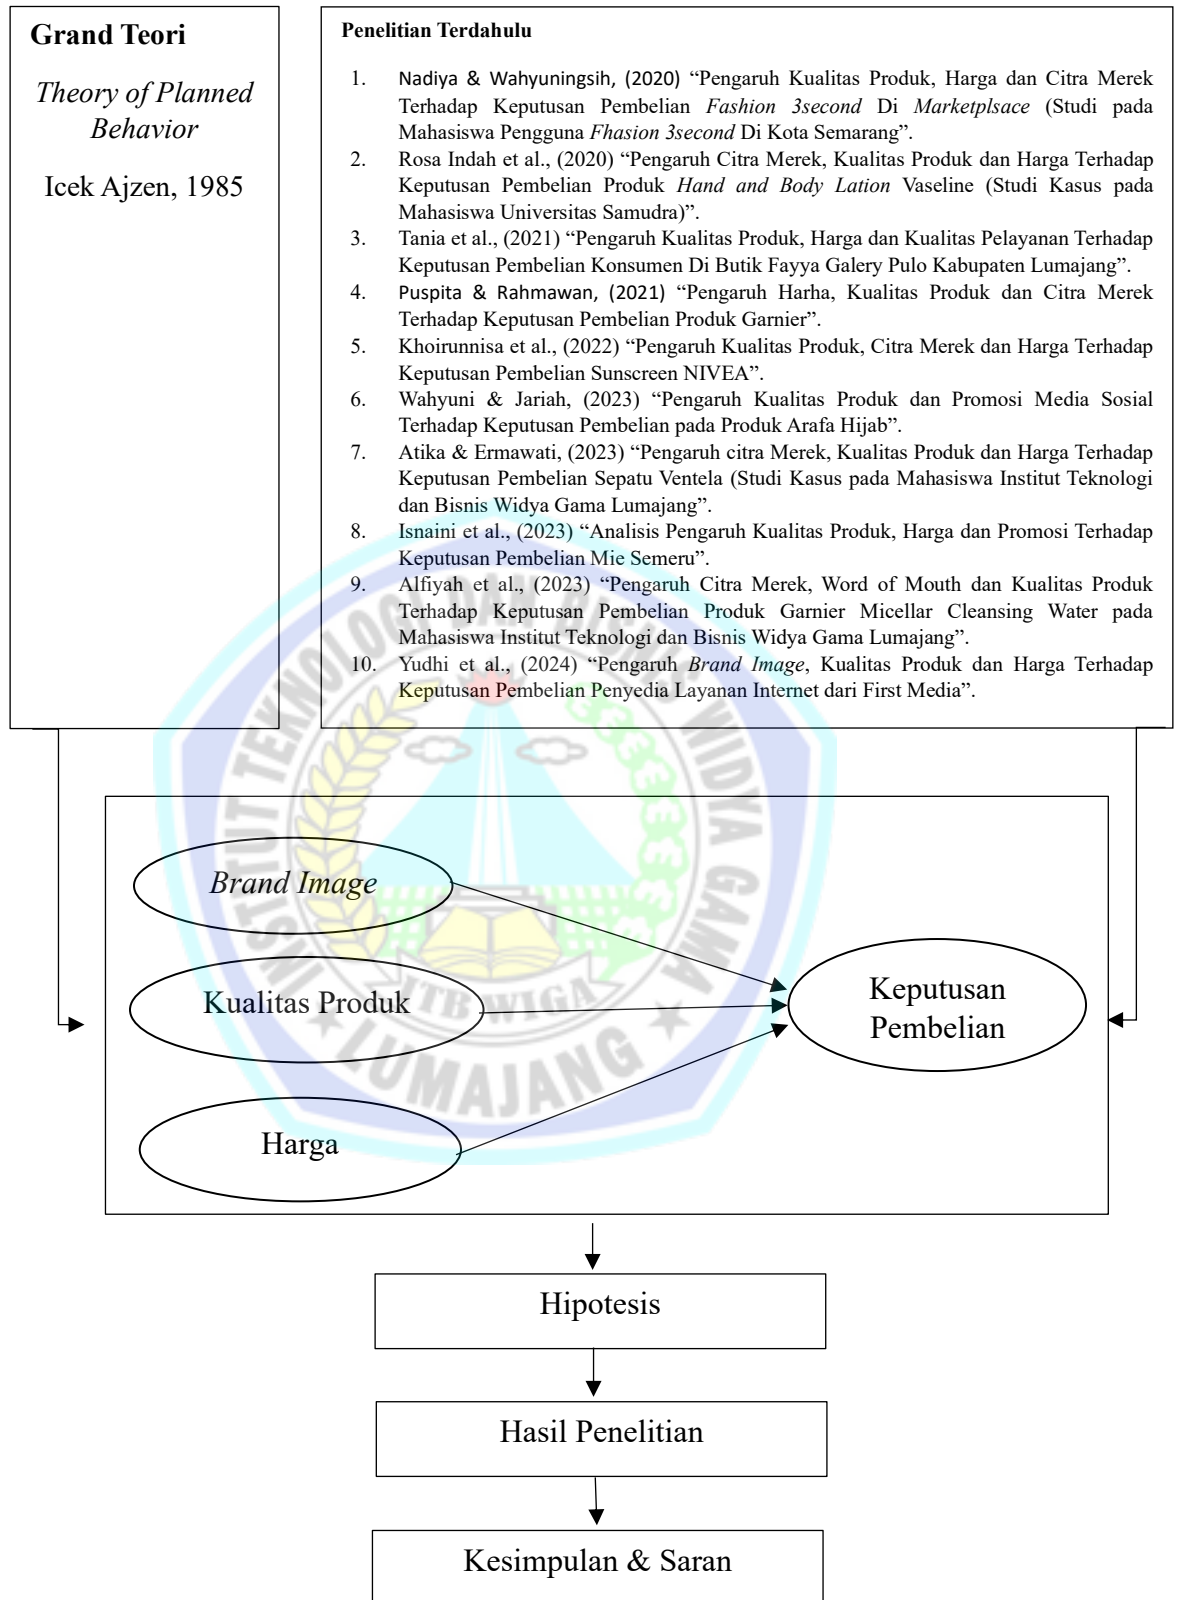 Grand Teori
Theory of Planned
Behavior
Icek Ajzen, 1985
Penelitian Terdahulu
1. Nadiya & Wahyuningsih, (2020) “Pengaruh Kualitas Produk, Harga dan Citra Merek
Terhadap Keputusan Pembelian Fashion 3second Di Marketplsace (Studi pada
Mahasiswa Pengguna Fhasion 3second Di Kota Semarang”.
2. Rosa Indah et al., (2020) “Pengaruh Citra Merek, Kualitas Produk dan Harga Terhadap
Keputusan Pembelian Produk Hand and Body Lation Vaseline (Studi Kasus pada
Mahasiswa Universitas Samudra)”.
3. Tania et al., (2021) “Pengaruh Kualitas Produk, Harga dan Kualitas Pelayanan Terhadap
Keputusan Pembelian Konsumen Di Butik Fayya Galery Pulo Kabupaten Lumajang”.
4. Puspita & Rahmawan, (2021) “Pengaruh Harha, Kualitas Produk dan Citra Merek
Terhadap Keputusan Pembelian Produk Garnier”.
5. Khoirunnisa et al., (2022) “Pengaruh Kualitas Produk, Citra Merek dan Harga Terhadap
Keputusan Pembelian Sunscreen NIVEA”.
6. Wahyuni & Jariah, (2023) “Pengaruh Kualitas Produk dan Promosi Media Sosial
Terhadap Keputusan Pembelian pada Produk Arafa Hijab”.
7. Atika & Ermawati, (2023) “Pengaruh citra Merek, Kualitas Produk dan Harga Terhadap
Keputusan Pembelian Sepatu Ventela (Studi Kasus pada Mahasiswa Institut Teknologi
dan Bisnis Widya Gama Lumajang”.
8. Isnaini et al., (2023) “Analisis Pengaruh Kualitas Produk, Harga dan Promosi Terhadap
Keputusan Pembelian Mie Semeru”.
9. Alfiyah et al., (2023) “Pengaruh Citra Merek, Word of Mouth dan Kualitas Produk
Terhadap Keputusan Pembelian Produk Garnier Micellar Cleansing Water pada
Mahasiswa Institut Teknologi dan Bisnis Widya Gama Lumajang”.
10. Yudhi et al., (2024) “Pengaruh Brand Image, Kualitas Produk dan Harga Terhadap
Keputusan Pembelian Penyedia Layanan Internet dari First Media”.
INSTITUT TEKNOLOGI DAN BISNIS WIDYA GAMA
ITB WIGA
LUMAJANG
Brand Image
Kualitas Produk
Harga
Keputusan
Pembelian
Hipotesis
Hasil Penelitian
Kesimpulan & Saran